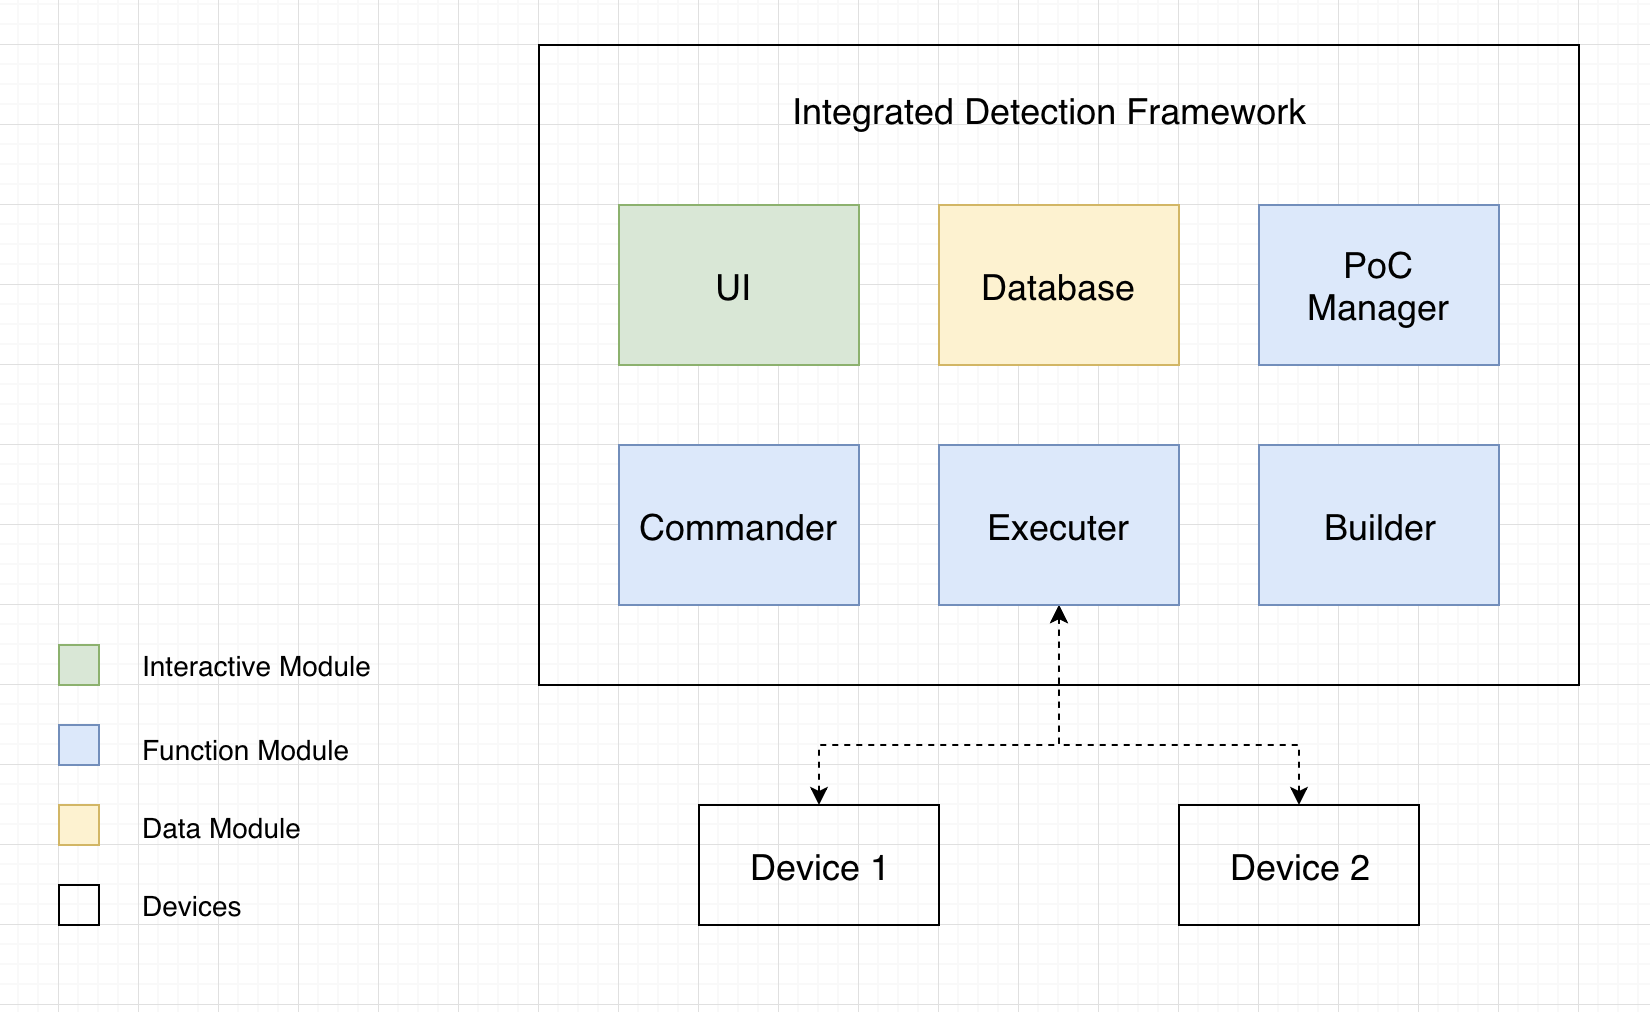 Integrated Detection Framework
UI
Database
PoC
Manager
Commander
Executer
Builder
Interactive Module
Function Module
Data Module
Devices
Device 1
Device 2